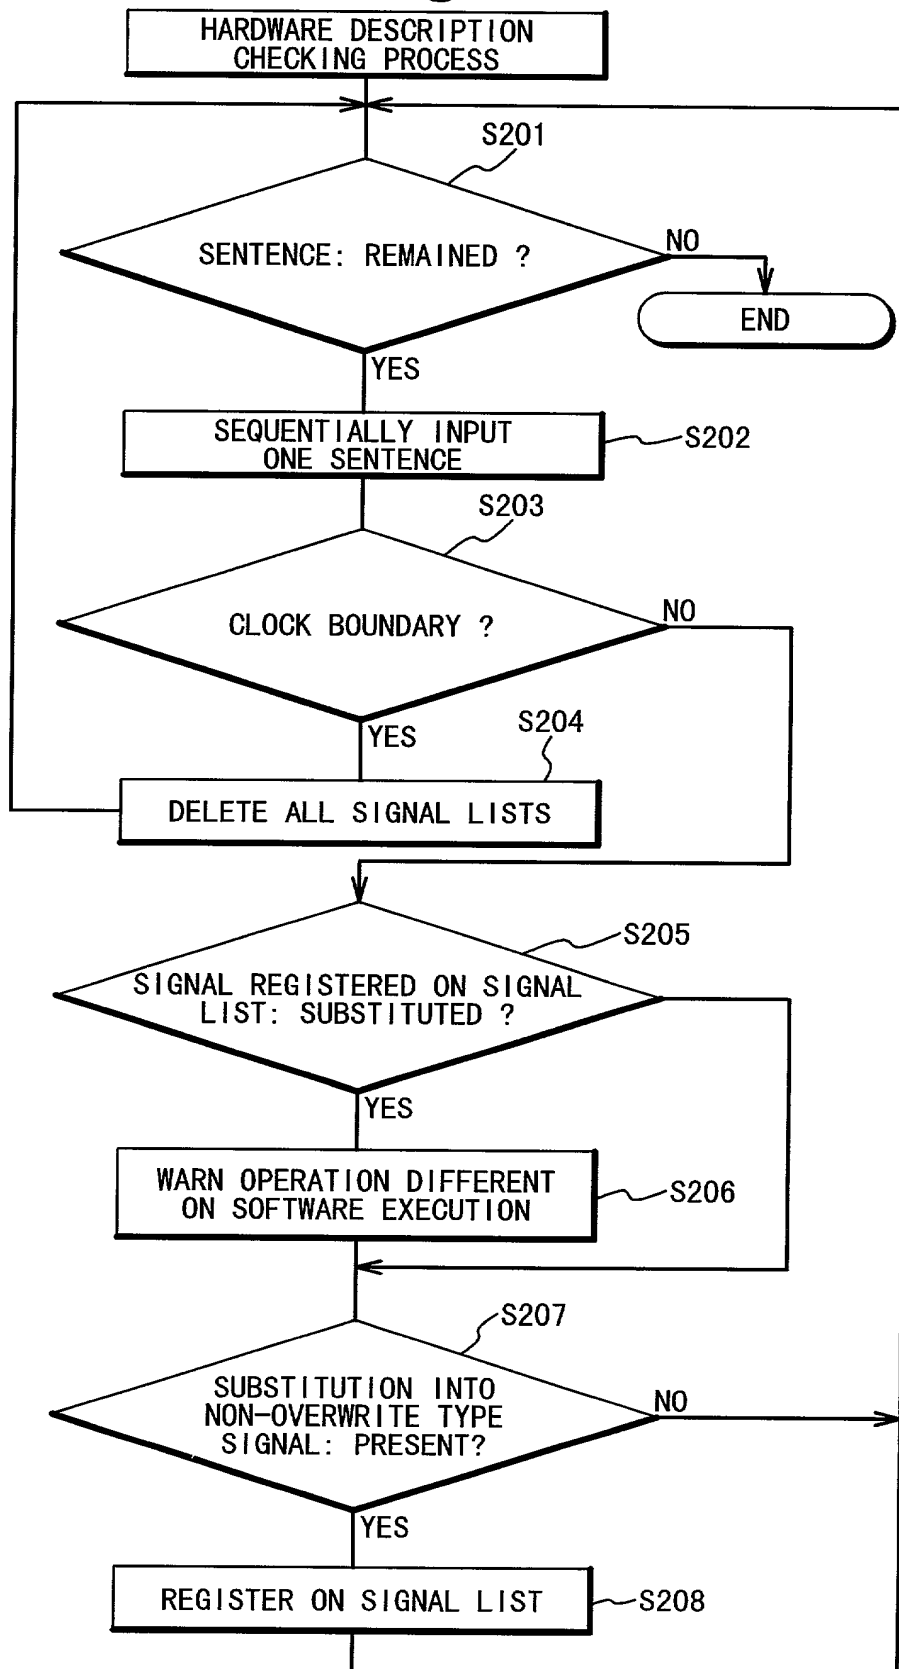 HARDWARE DESCRIPTION
CHECKING PROCESS
S201
SENTENCE: REMAINED ?
NO
END
YES
SEQUENTIALLY INPUT
ONE SENTENCE
S202
S203
CLOCK BOUNDARY ?
NO
YES
S204
DELETE ALL SIGNAL LISTS
S205
SIGNAL REGISTERED ON SIGNAL
LIST: SUBSTITUTED ?
YES
WARN OPERATION DIFFERENT
ON SOFTWARE EXECUTION
S206
S207
SUBSTITUTION INTO
NON-OVERWRITE TYPE
SIGNAL: PRESENT?
NO
YES
REGISTER ON SIGNAL LIST
S208